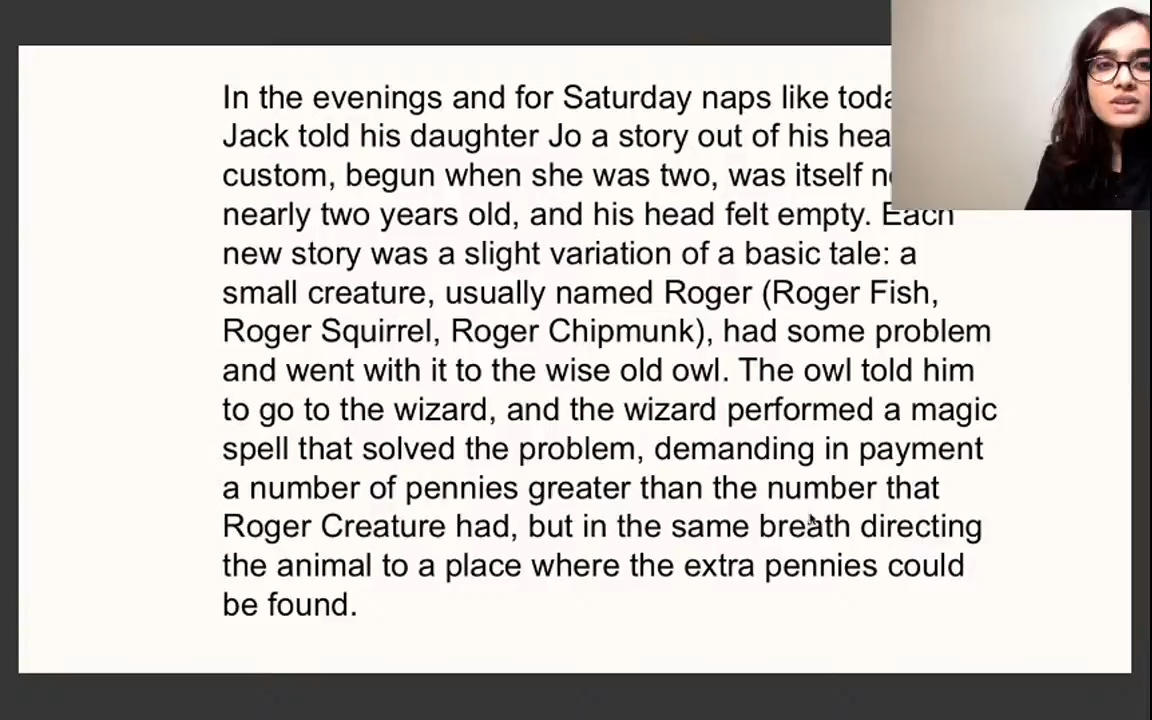 In the evenings and for Saturday naps like
Jack told his daughter Jo a story out of his
custom, begun when she was two, was itself
nearly two years old, and his head felt empty. Each
new story was a slight variation of a basic tale: a
small creature, usually named Roger (Roger Fish,
Roger Squirrel, Roger Chipmunk), had some problem
and went with it to the wise old owl. The owl told him
to go to the wizard, and the wizard performed a magic
spell that solved the problem, demanding in payment
a number of pennies greater than the number that
Roger Creature had, but in the same breath directing
the animal to a place where the extra pennies could
be found.